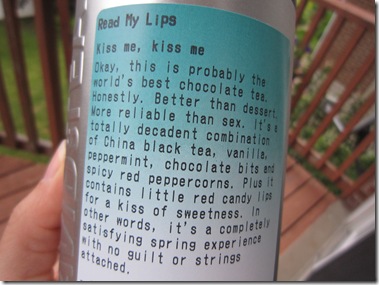 Read My Lips
Kiss me, kiss me
Okay, this is probably the
world's best chocolate tea.
Honestly. Better than dessert.
More reliable than sex. It's a
totally decadent combination
of China black tea, vanilla,
peppermint, chocolate bits and
spicy red peppercorns. Plus it
contains little red candy lips
for a kiss of sweetness. In
other words, it's a completely
satisfying spring experience
with no guilt or strings
attached.